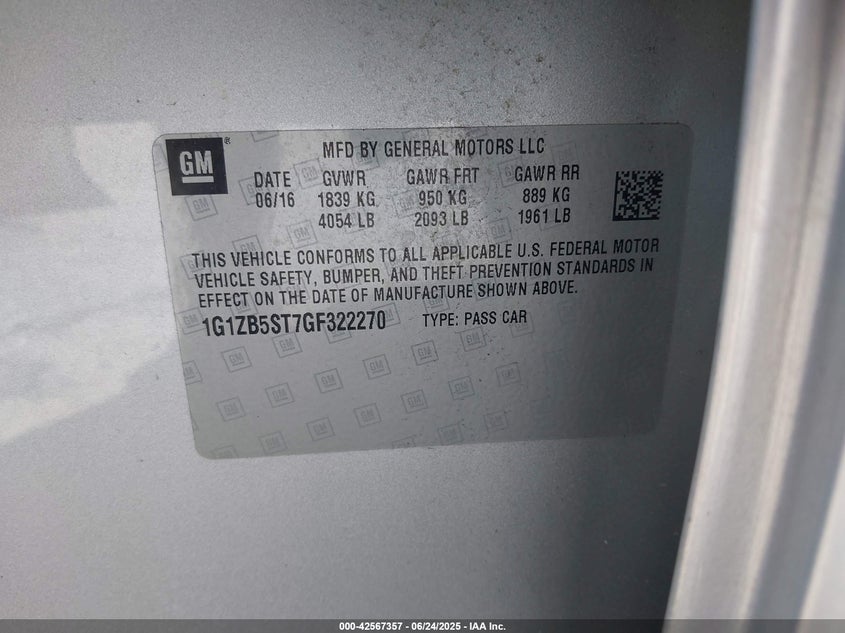 GM ®
MFD BY GENERAL MOTORS LLC
DATE GVWR GAWR FRT GAWR RR
06/16 1839 KG 950 KG 889 KG
4054 LB 2093 LB 1961 LB
THIS VEHICLE CONFORMS TO ALL APPLICABLE U.S. FEDERAL MOTOR
VEHICLE SAFETY, BUMPER, AND THEFT PREVENTION STANDARDS IN
EFFECT ON THE DATE OF MANUFACTURE SHOWN ABOVE.
1G1ZB5ST7GF322270 TYPE: PASS CAR
000-42567357 - 06/24/2025 - IAA Inc.